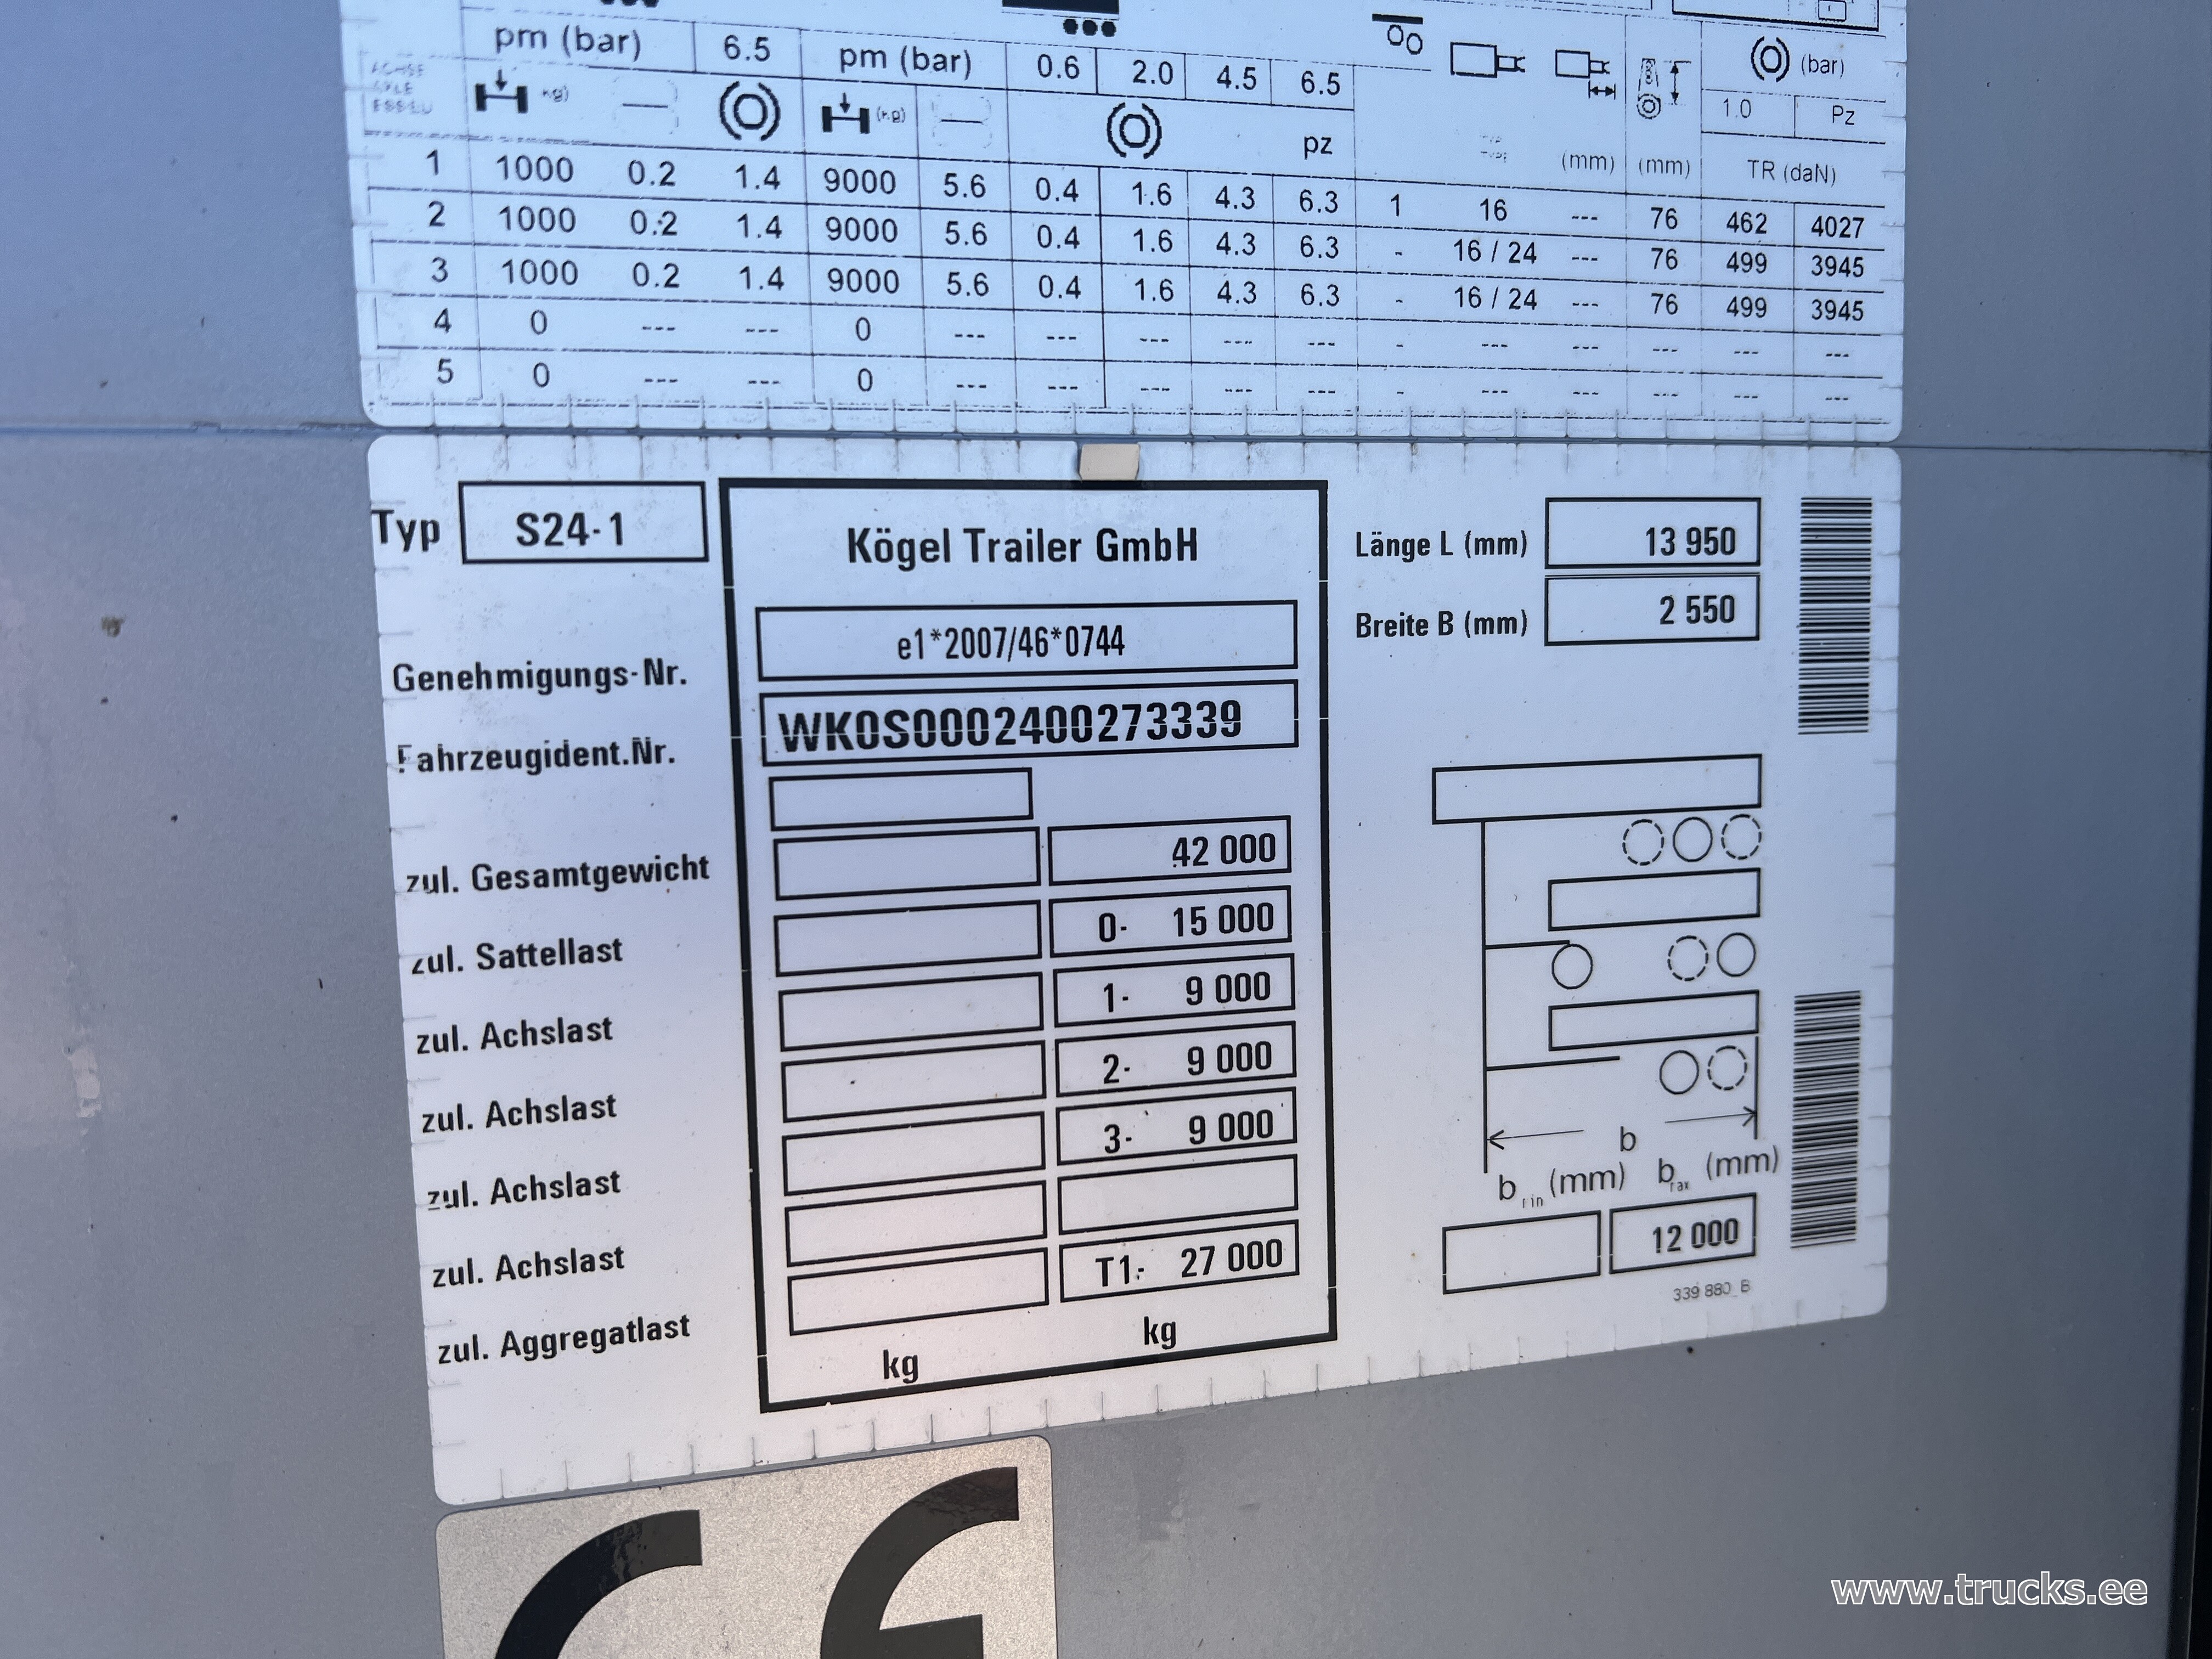 pm (bar) 6.5 pm (bar) 0.6 2.0 4.5 6.5 (bar)
(kg) (kg) 1.0 Pz
pz (mm) (mm) TR (daN)
1 1000 0.2 1.4 9000 5.6 0.4 1.6 4.3 6.3 1 16 --- 76 462 4027
2 1000 0.2 1.4 9000 5.6 0.4 1.6 4.3 6.3 - 16 / 24 --- 76 499 3945
3 1000 0.2 1.4 9000 5.6 0.4 1.6 4.3 6.3 - 16 / 24 --- 76 499 3945
4 0 --- --- 0 --- --- --- --- --- - --- --- --- --- ---
5 0 --- --- 0 --- --- --- --- --- - --- --- --- --- ---
Typ S24-1
Kögel Trailer GmbH
Länge L (mm) 13 950
Breite B (mm) 2 550
Genehmigungs-Nr. e1*2007/46*0744
Fahrzeugident.Nr. WK0S0002400273339
zul. Gesamtgewicht 42 000
zul. Sattellast 0- 15 000
zul. Achslast 1- 9 000
zul. Achslast 2- 9 000
zul. Achslast 3- 9 000
zul. Achslast
zul. Aggregatlast T1- 27 000
kg kg
b
b min (mm) b max (mm)
12 000
339 880_B
CE
www.trucks.ee